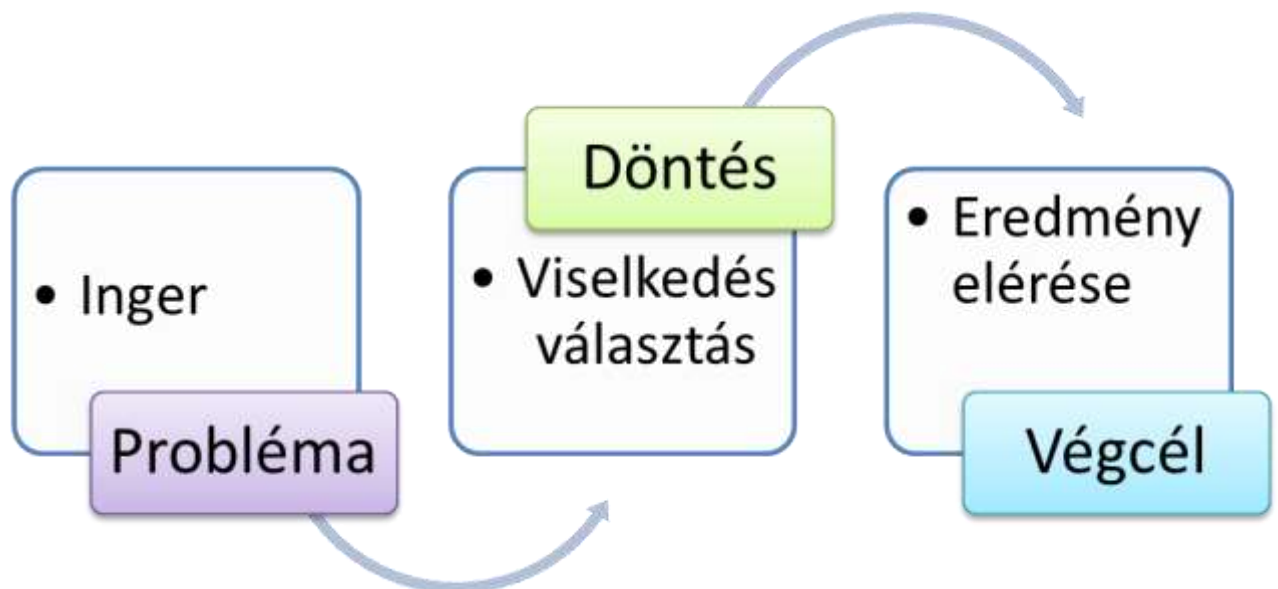 • Inger
Probléma
Döntés
• Viselkedés
választás
• Eredmény
elérése
Végcél